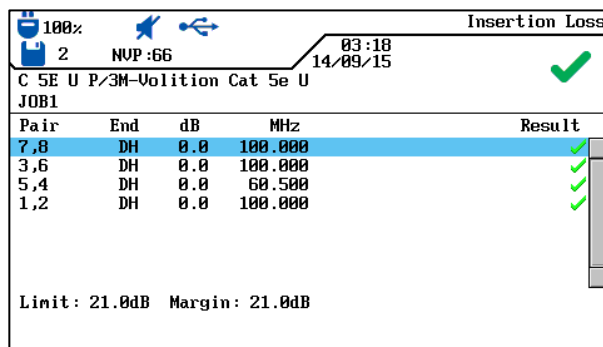 100% Insertion Loss
2 NVP:66 03:18
14/09/15
C 5E U P/3M-Volition Cat 5e U
JOB1
Pair End dB MHz Result
7,8 DH 0.0 100.000
3,6 DH 0.0 100.000
5,4 DH 0.0 60.500
1,2 DH 0.0 100.000
Limit: 21.0dB Margin: 21.0dB